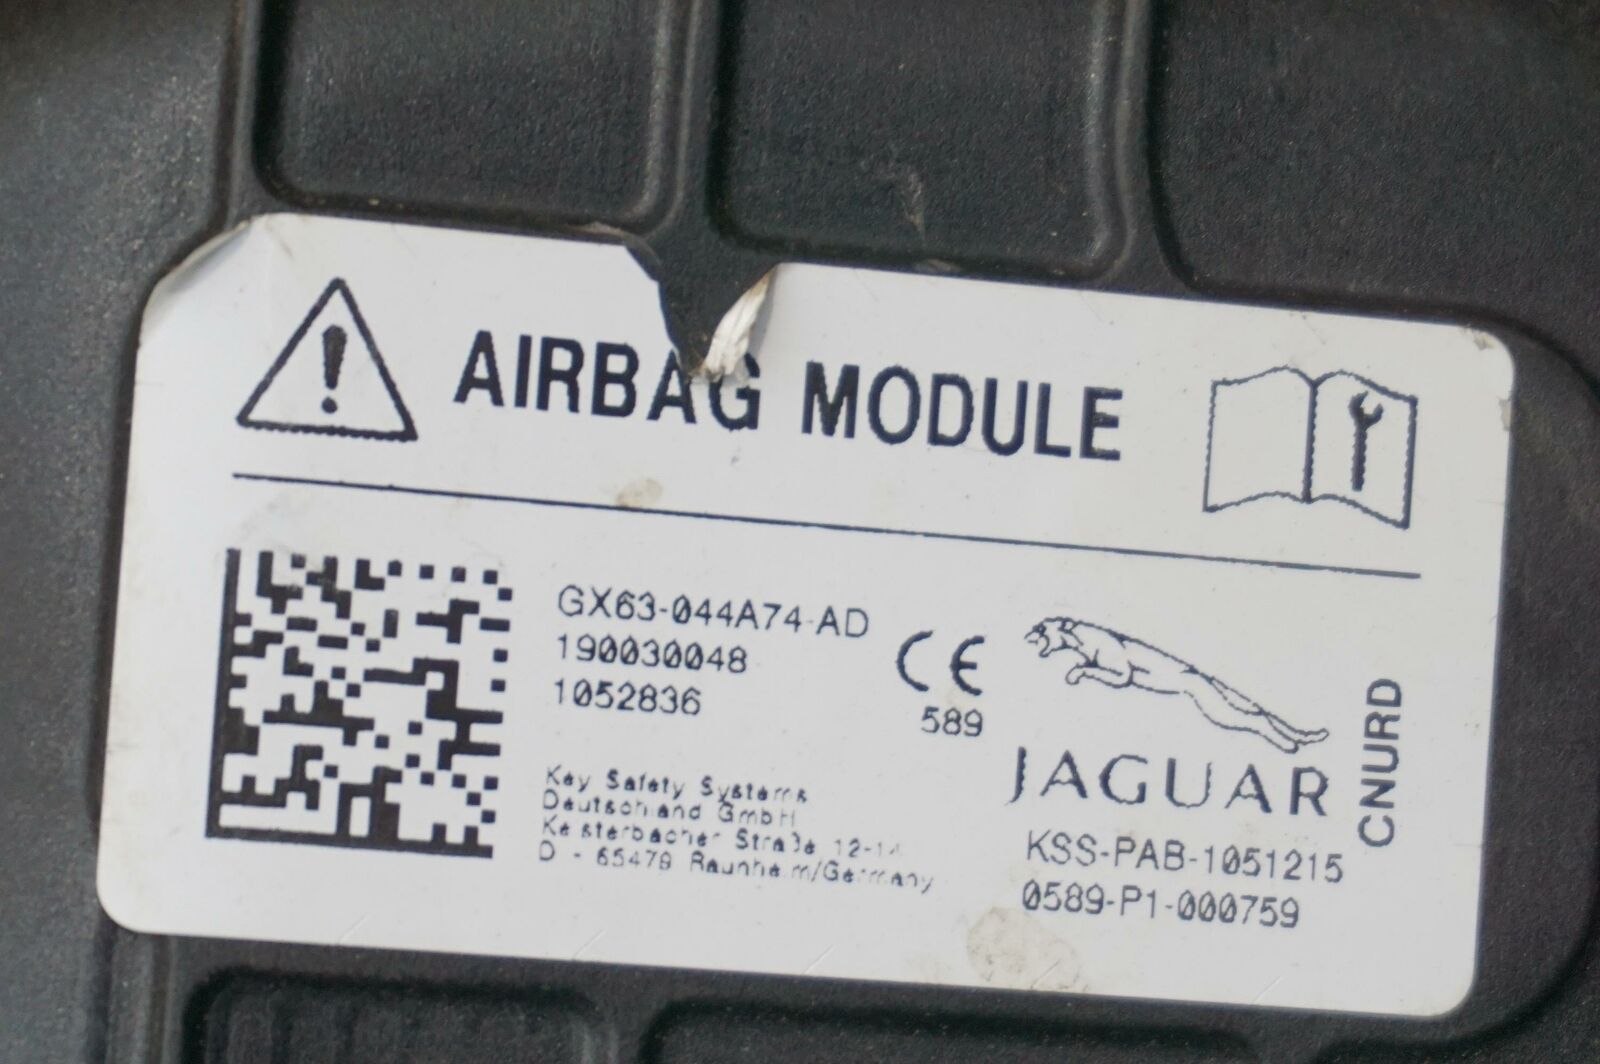 AIRBAG MODULE
GX63-044A74-AD
190030048
1052836
CE
589
Key Safety Systems
Deutschland GmbH
Kelsterbacher Straße 12-14
D - 65479 Raunheim/Germany
JAGUAR
KSS-PAB-1051215
0589-P1-000759
CNURD